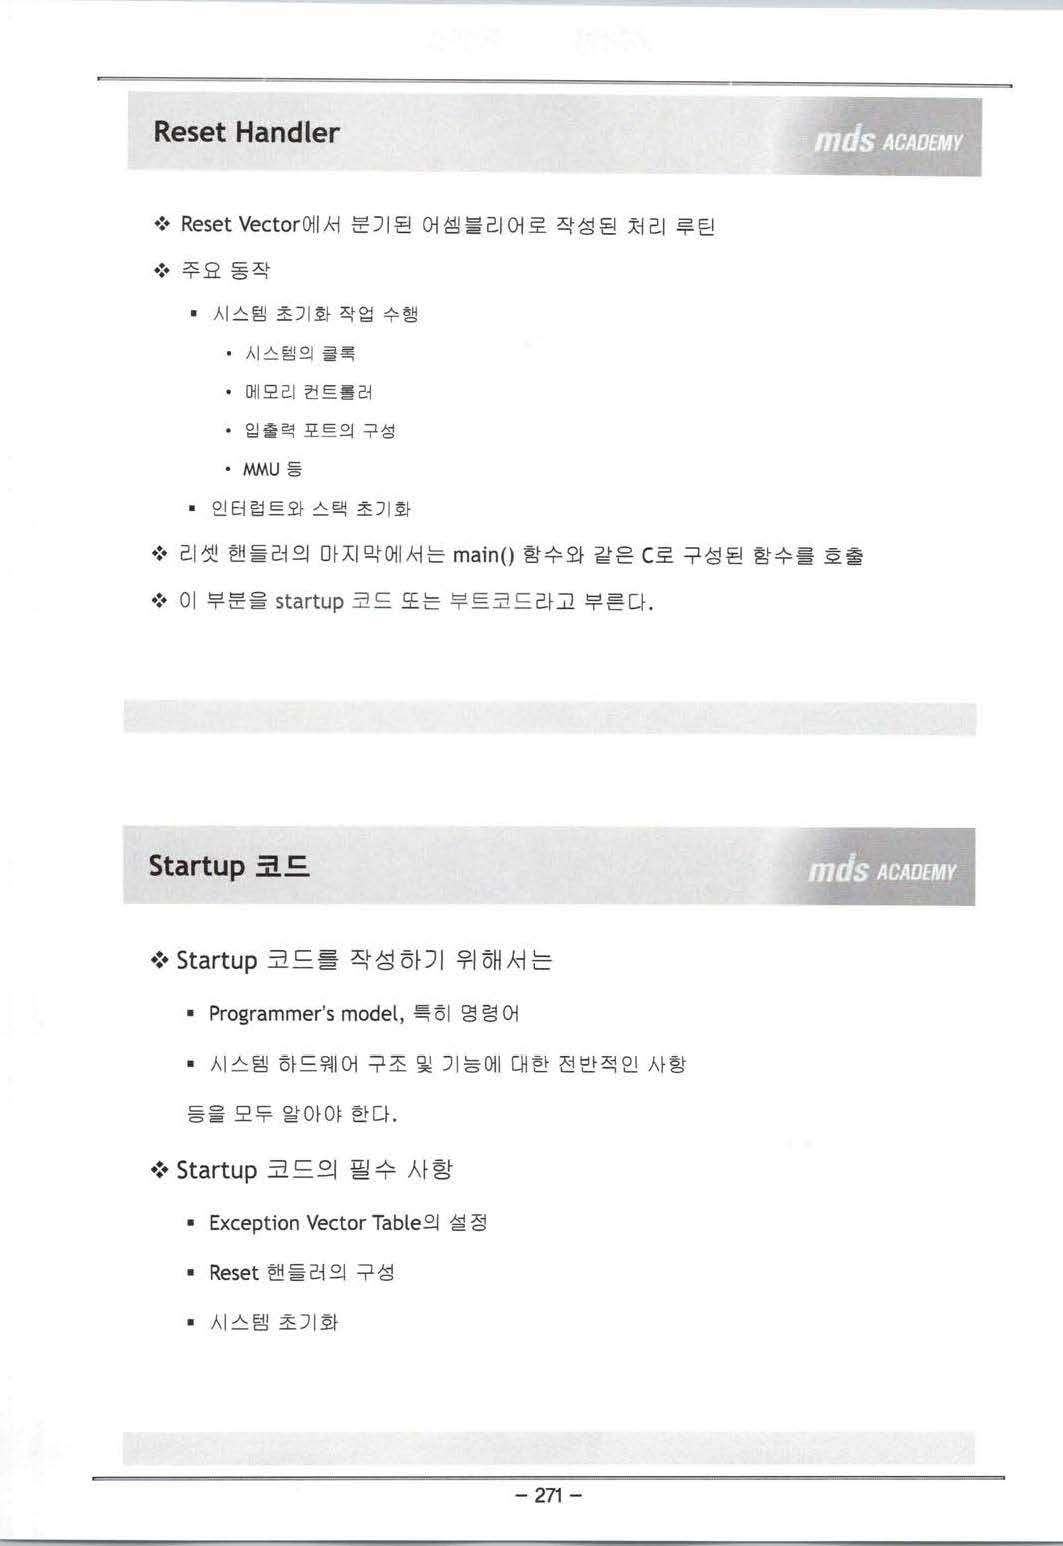 Reset Handler
mds ACADEMY
❖ Reset Vector에서 분기된 어셈블리어로 작성된 처리 루틴
❖ 주요 동작
▪ 시스템 초기화 작업 수행
• 시스템의 클록
• 메모리 컨트롤러
• 입출력 포트의 구성
• MMU 등
▪ 인터럽트와 스택 초기화
❖ 리셋 핸들러의 마지막에서는 main() 함수와 같은 C로 구성된 함수를 호출
❖ 이 부분을 startup 코드 또는 부트코드라고 부른다.
Startup 코드
mds ACADEMY
❖ Startup 코드를 작성하기 위해서는
▪ Programmer's model, 특히 명령어
▪ 시스템 하드웨어 구조 및 기능에 대한 전반적인 사항
등을 모두 알아야 한다.
❖ Startup 코드의 필수 사항
▪ Exception Vector Table의 설정
▪ Reset 핸들러의 구성
▪ 시스템 초기화
- 271 -